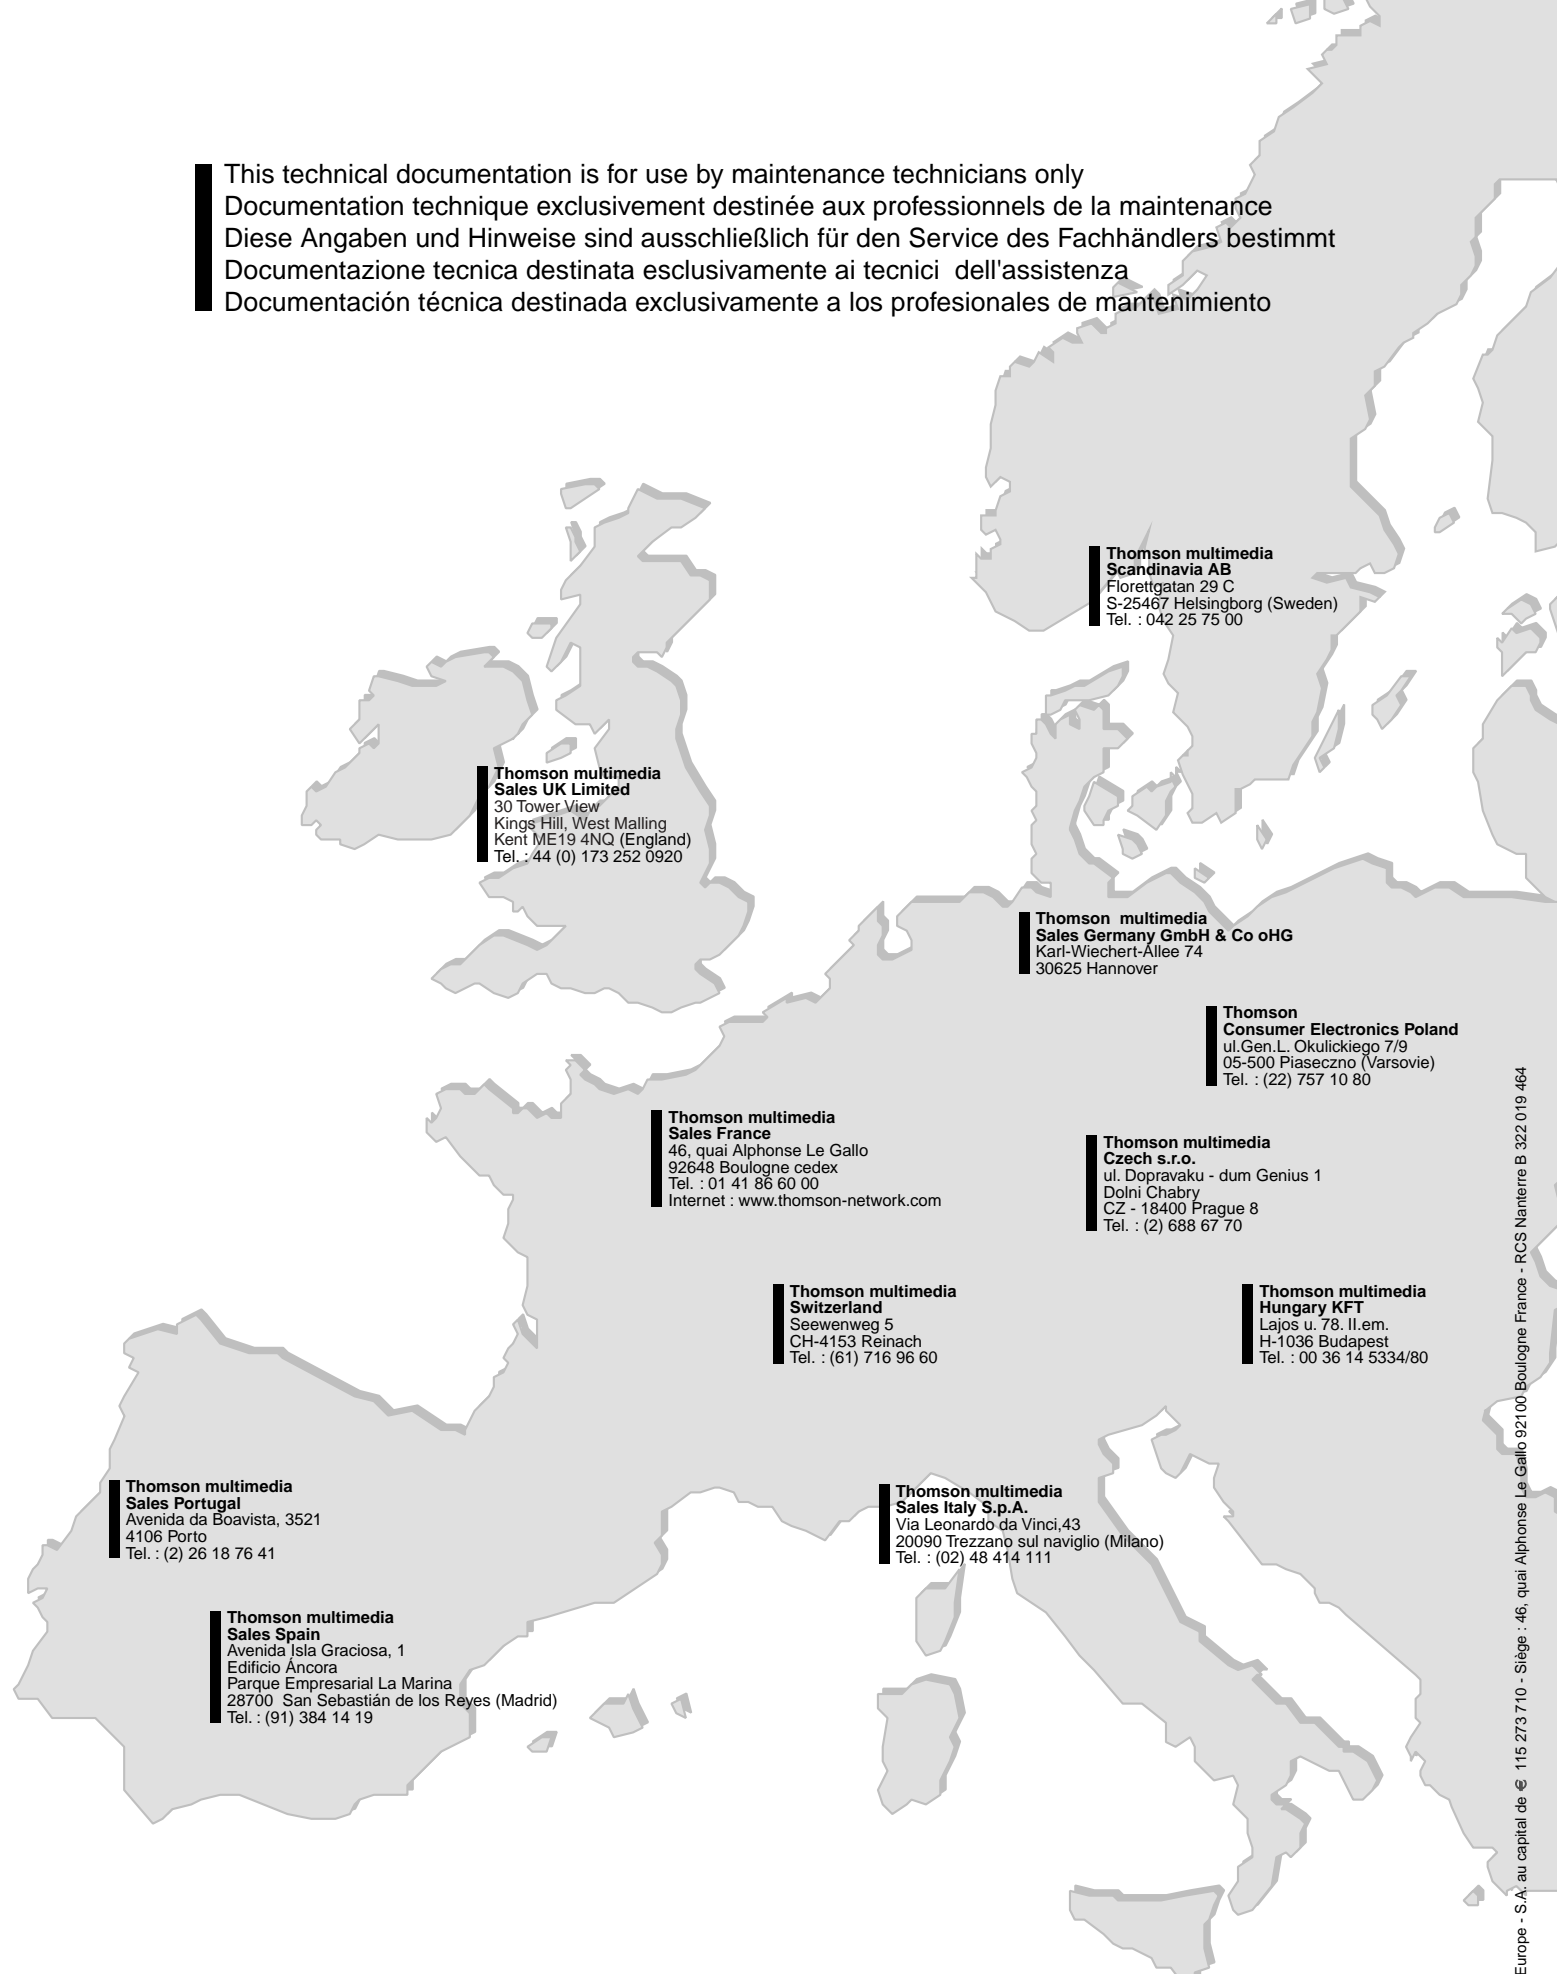 This technical documentation is for use by maintenance technicians only
Documentation technique exclusivement destinée aux professionnels de la maintenance
Diese Angaben und Hinweise sind ausschließlich für den Service des Fachhändlers bestimmt
Documentazione tecnica destinata esclusivamente ai tecnici dell'assistenza
Documentación técnica destinada exclusivamente a los profesionales de mantenimiento
Thomson multimedia
Scandinavia AB
Florettgatan 29 C
S-25467 Helsingborg (Sweden)
Tel. : 042 25 75 00
Thomson multimedia
Sales UK Limited
30 Tower View
Kings Hill, West Malling
Kent ME19 4NQ (England)
Tel. : 44 (0) 173 252 0920
Thomson multimedia
Sales Germany GmbH & Co oHG
Karl-Wiechert-Allee 74
30625 Hannover
Thomson
Consumer Electronics Poland
ul.Gen.L. Okulickiego 7/9
05-500 Piaseczno (Varsovie)
Tel. : (22) 757 10 80
Thomson multimedia
Sales France
46, quai Alphonse Le Gallo
92648 Boulogne cedex
Tel. : 01 41 86 60 00
Internet : www.thomson-network.com
Thomson multimedia
Czech s.r.o.
ul. Dopravaku - dum Genius 1
Dolni Chabry
CZ - 18400 Prague 8
Tel. : (2) 688 67 70
Thomson multimedia
Switzerland
Seewenweg 5
CH-4153 Reinach
Tel. : (61) 716 96 60
Thomson multimedia
Hungary KFT
Lajos u. 78. II.em.
H-1036 Budapest
Tel. : 00 36 14 5334/80
Thomson multimedia
Sales Portugal
Avenida da Boavista, 3521
4106 Porto
Tel. : (2) 26 18 76 41
Thomson multimedia
Sales Italy S.p.A.
Via Leonardo da Vinci,43
20090 Trezzano sul naviglio (Milano)
Tel. : (02) 48 414 111
Thomson multimedia
Sales Spain
Avenida Isla Graciosa, 1
Edificio Áncora
Parque Empresarial La Marina
28700 San Sebastián de los Reyes (Madrid)
Tel. : (91) 384 14 19
Europe - S.A. au capital de € 115 273 710 - Siège : 46, quai Alphonse Le Gallo 92100 Boulogne France - RCS Nanterre B 322 019 464